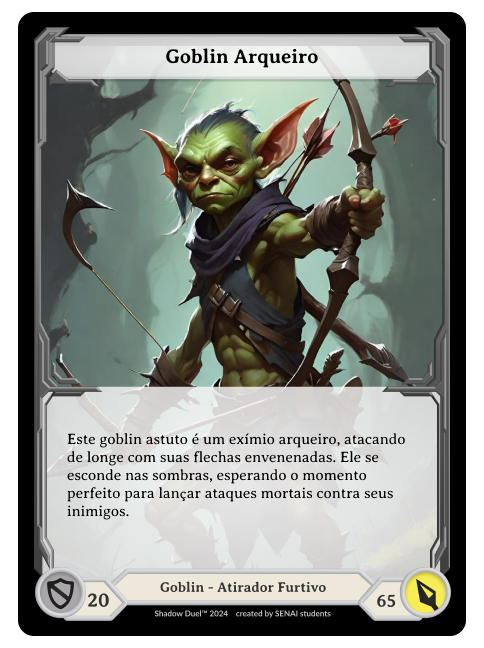 Goblin Arqueiro
Este goblin astuto é um exímio arqueiro, atacando
de longe com suas flechas envenenadas. Ele se
esconde nas sombras, esperando o momento
perfeito para lançar ataques mortais contra seus
inimigos.
20
Goblin - Atirador Furtivo
65
Shadow Duel™ 2024 created by SENAI students